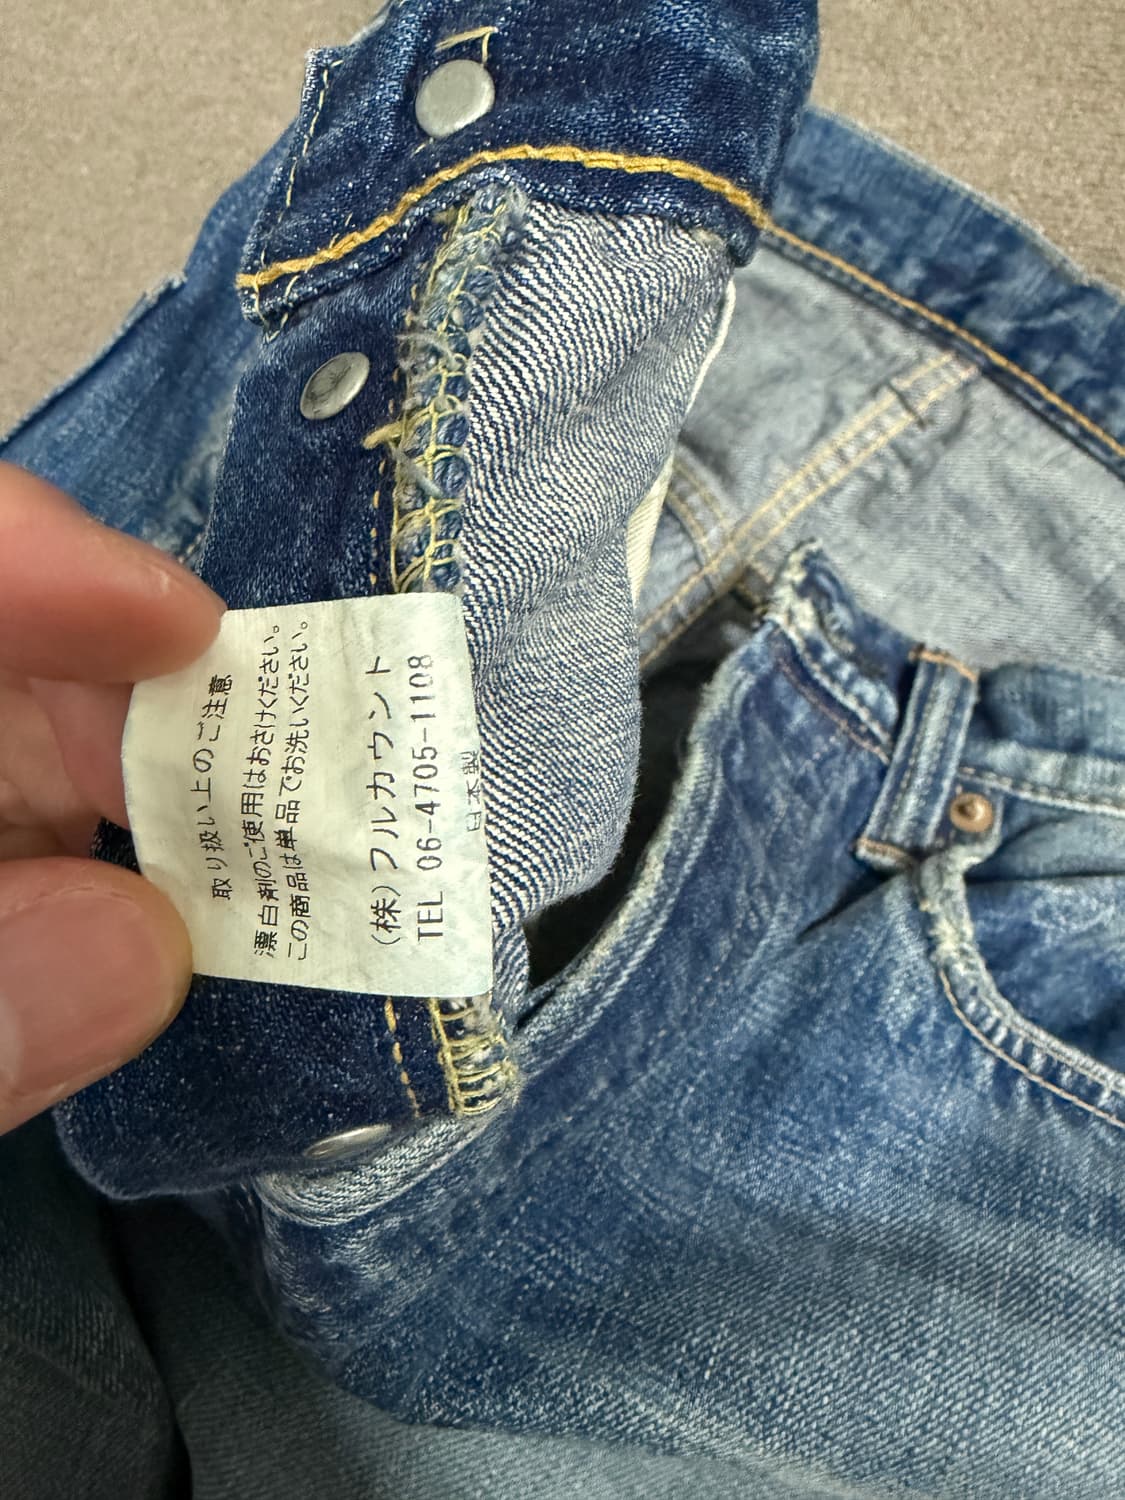 取り扱い上のご注意
漂白剤のご使用はおさけください。
この商品は単品でお洗いください。
(株)フルカウント
TEL 06-4705-1108
日本製